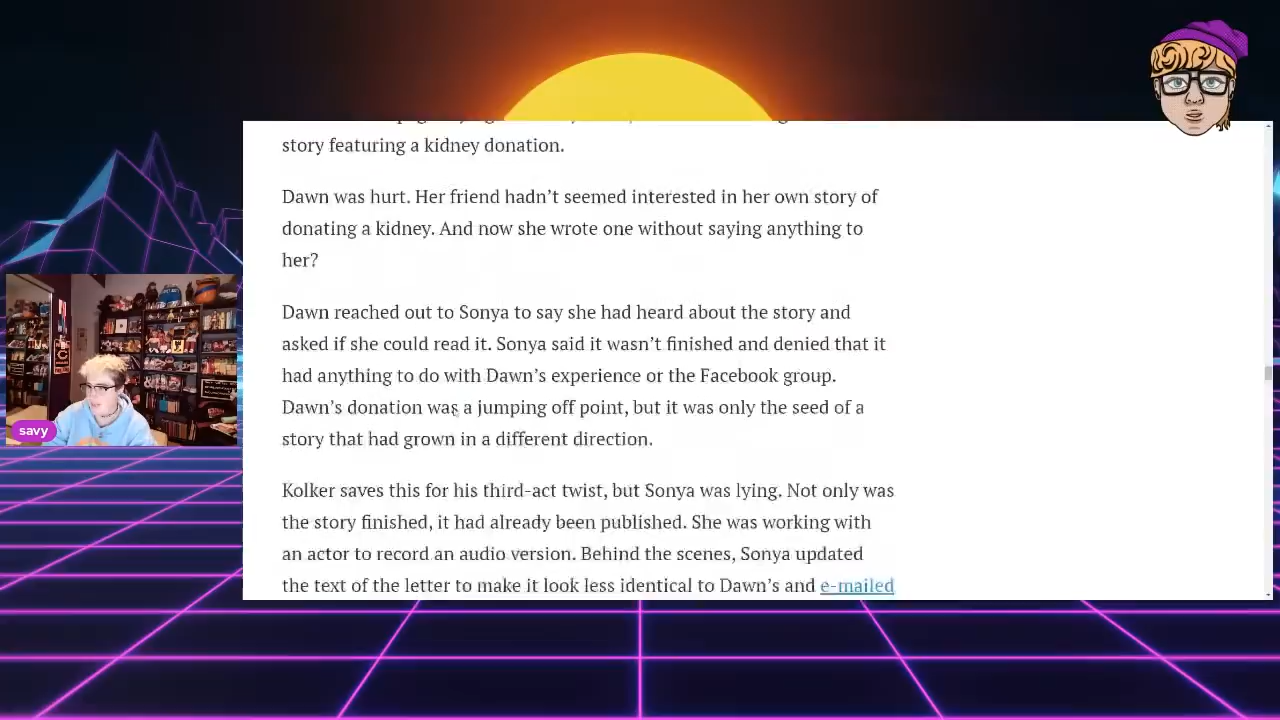 story featuring a kidney donation.
Dawn was hurt. Her friend hadn’t seemed interested in her own story of
donating a kidney. And now she wrote one without saying anything to
her?
Dawn reached out to Sonya to say she had heard about the story and
asked if she could read it. Sonya said it wasn’t finished and denied that it
had anything to do with Dawn’s experience or the Facebook group.
Dawn’s donation was a jumping off point, but it was only the seed of a
story that had grown in a different direction.
Kolker saves this for his third-act twist, but Sonya was lying. Not only was
the story finished, it had already been published. She was working with
an actor to record an audio version. Behind the scenes, Sonya updated
the text of the letter to make it look less identical to Dawn’s and e-mailed
savy